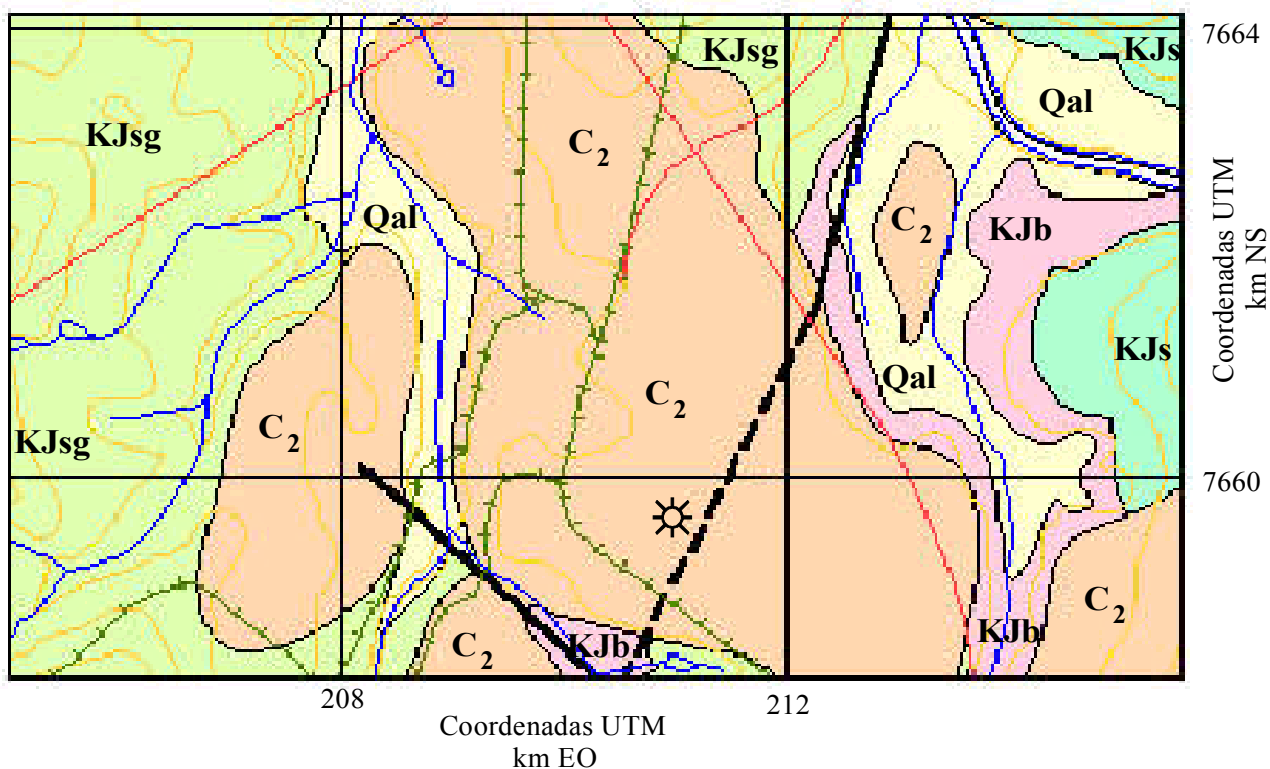 7664
KJsg
KJs
Qal
KJsg
C2
Qal
C2
KJb
KJs
Qal
C2
C2
KJsg
7660
C2
KJb
C2
KJb
208
212
Coordenadas UTM
km EO
Coordenadas UTM
km NS